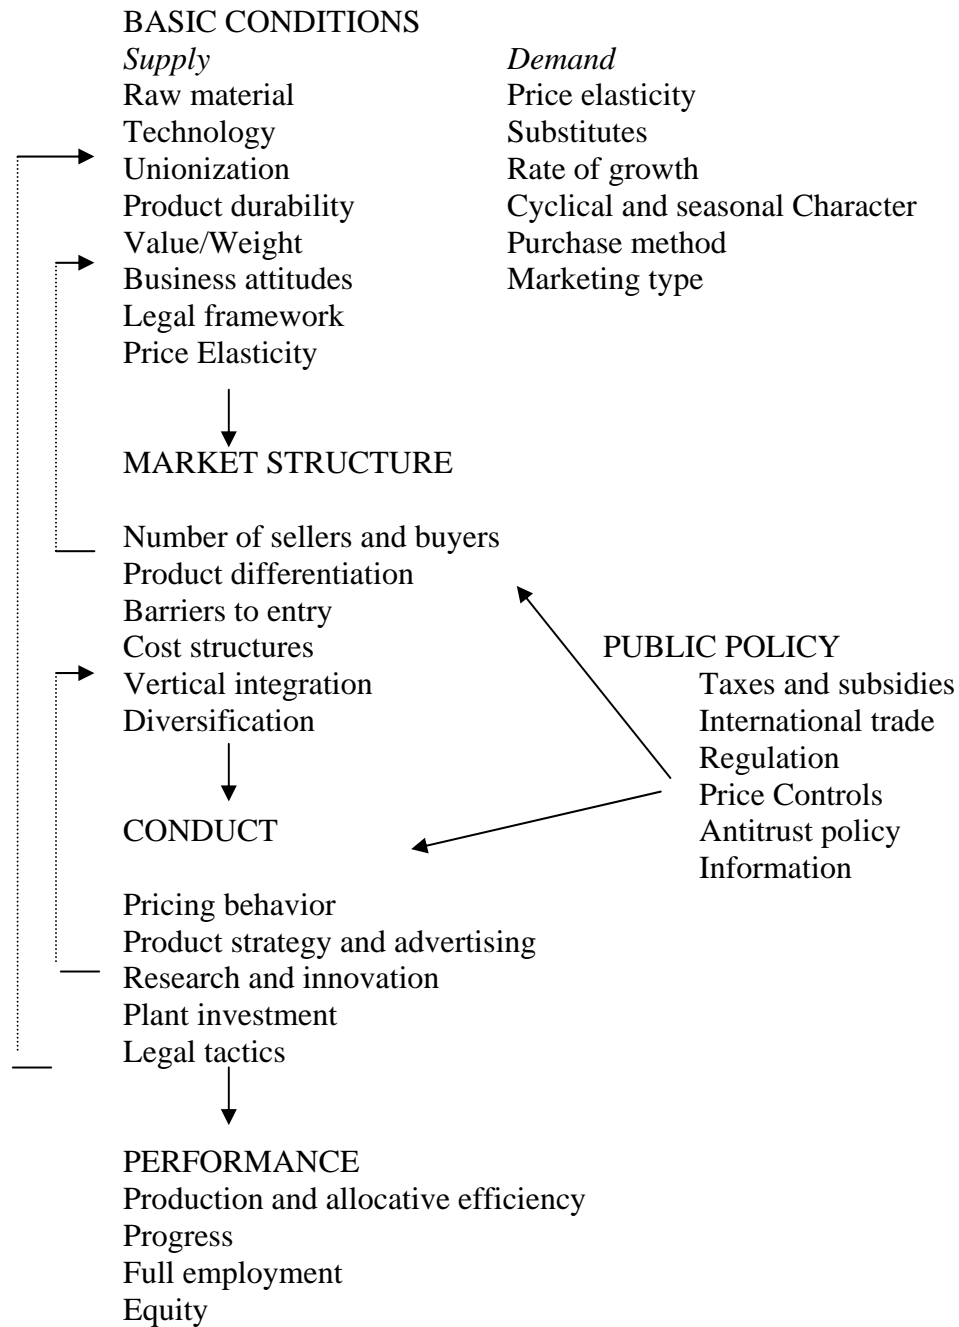 BASIC CONDITIONS
Supply Demand
Raw material Price elasticity
Technology Substitutes
Unionization Rate of growth
Product durability Cyclical and seasonal Character
Value/Weight Purchase method
Business attitudes Marketing type
Legal framework
Price Elasticity
MARKET STRUCTURE
Number of sellers and buyers
Product differentiation
Barriers to entry
Cost structures
Vertical integration
Diversification
PUBLIC POLICY
Taxes and subsidies
International trade
Regulation
Price Controls
Antitrust policy
Information
CONDUCT
Pricing behavior
Product strategy and advertising
Research and innovation
Plant investment
Legal tactics
PERFORMANCE
Production and allocative efficiency
Progress
Full employment
Equity